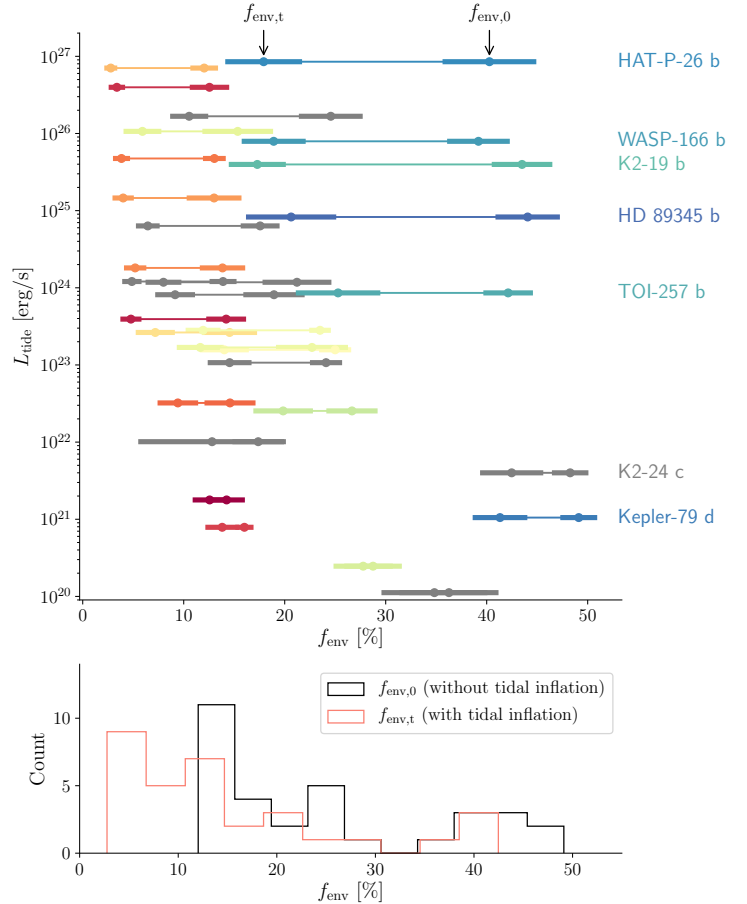 f_env,t f_env,0
10^27
HAT-P-26 b
10^26
WASP-166 b
K2-19 b
10^25
HD 89345 b
10^24
TOI-257 b
L_tide [erg/s]
10^23
10^22
K2-24 c
10^21
Kepler-79 d
10^20
0 10 20 30 40 50
f_env [%]
f_env,0 (without tidal inflation)
f_env,t (with tidal inflation)
10
5
0
Count
0 10 20 30 40 50
f_env [%]